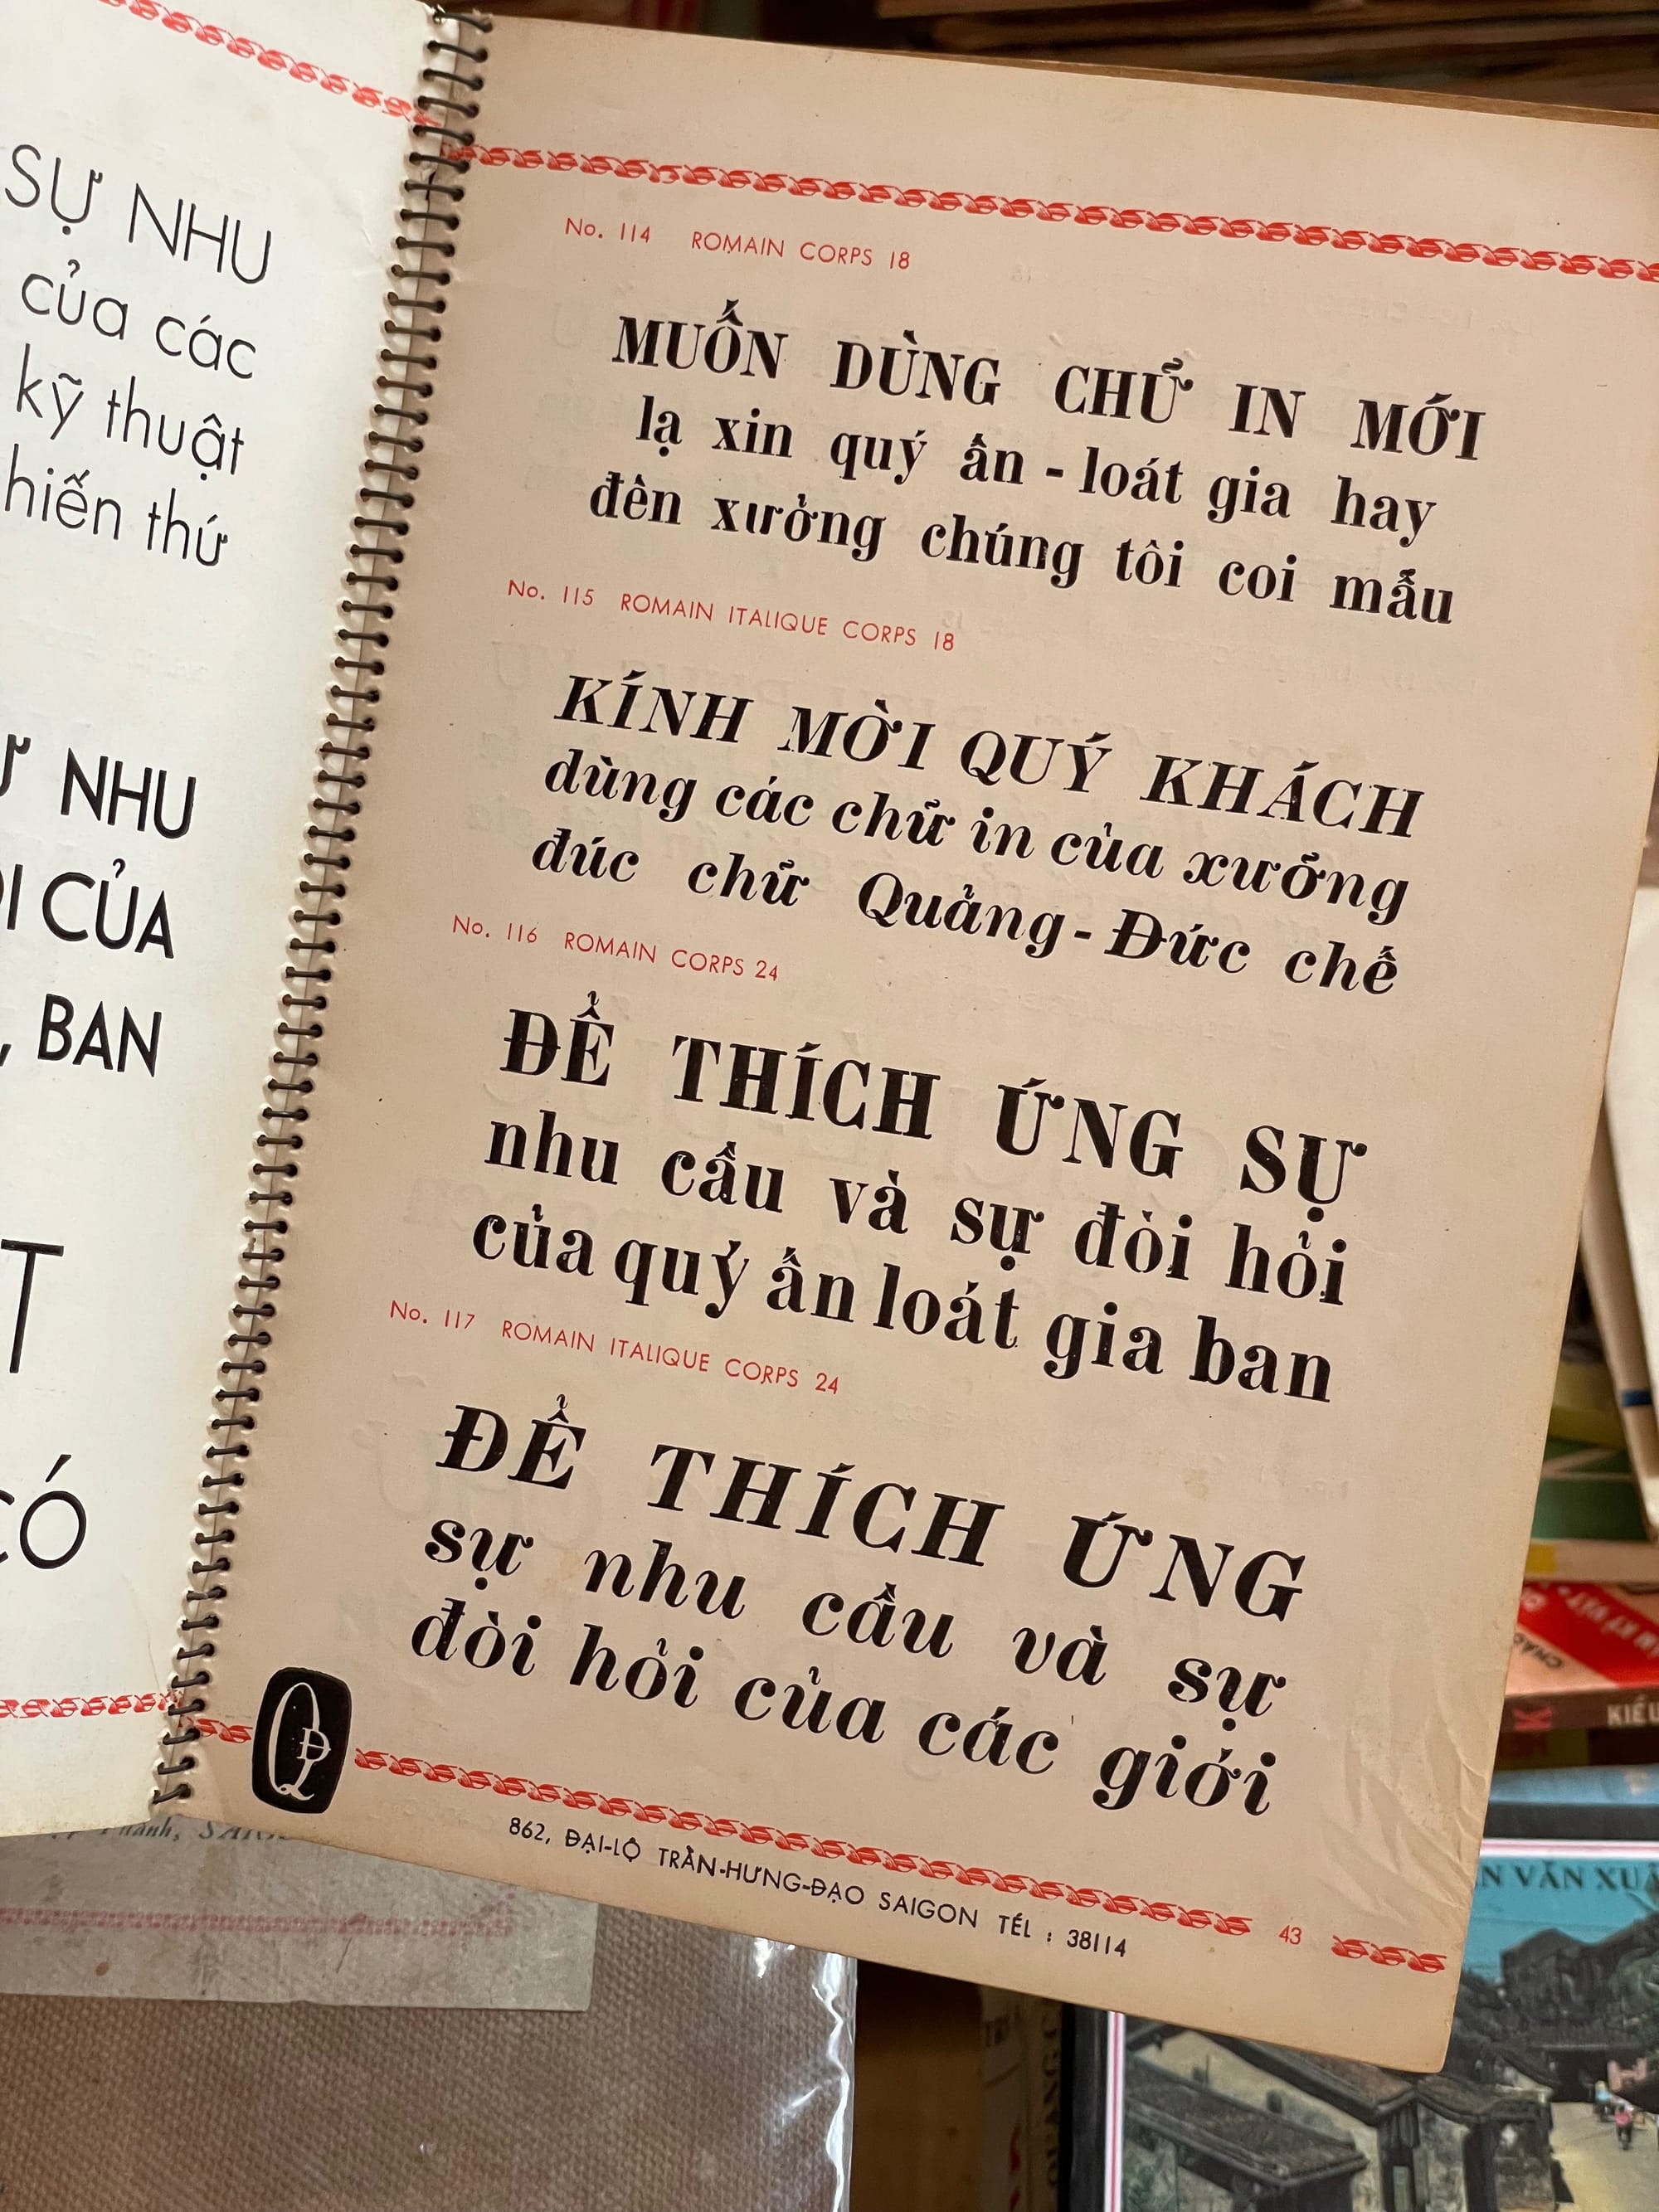 SỰ NHU
của các
kỹ thuật
hiến thứ
NHU
CỦA
, BAN
T
CÓ
No. 114 ROMAIN CORPS 18
MUỐN DÙNG CHỮ IN MỚI
lạ xin quý ấn - loát gia hay
đến xưởng chúng tôi coi mẫu
No. 115 ROMAIN ITALIQUE CORPS 18
KÍNH MỜI QUÝ KHÁCH
dùng các chữ in của xưỡng
đúc chữ Quảng - Đức chế
No. 116 ROMAIN CORPS 24
ĐỂ THÍCH ỨNG SỰ
nhu cầu và sự đòi hỏi
của quý ấn loát gia ban
No. 117 ROMAIN ITALIQUE CORPS 24
ĐỂ THÍCH ỨNG
sự nhu cầu và sự
đòi hỏi của các giới
QĐ
862, ĐẠI-LỘ TRẦN-HƯNG-ĐẠO SAIGON TÉL : 38114
43
VĂN XUÂ
KIỀU